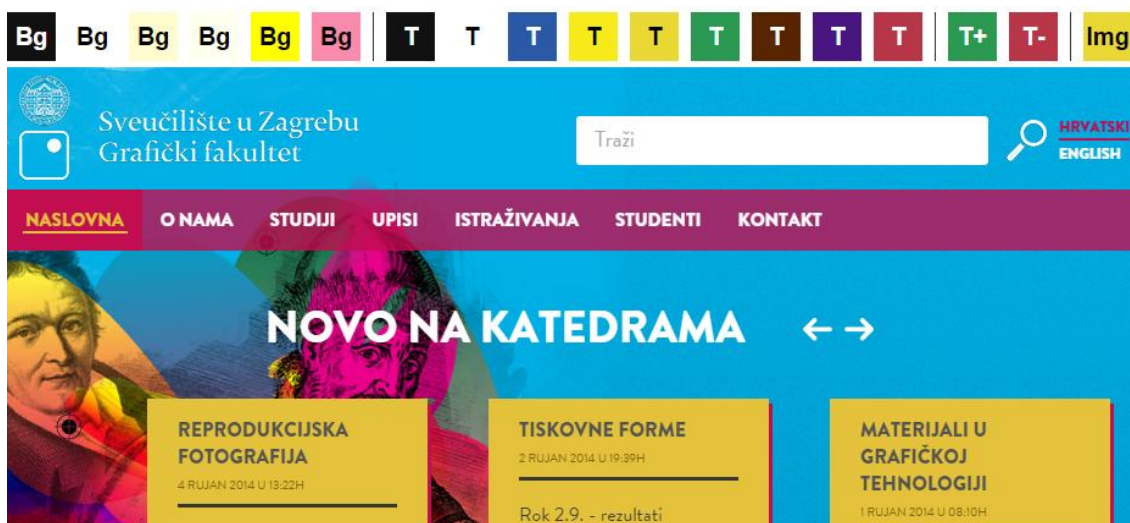 Bg Bg Bg Bg Bg Bg T T T T T T T T T T+ T- Img
Sveučilište u Zagrebu
Grafički fakultet
Traži
HRVATSKI
ENGLISH
NASLOVNA O NAMA STUDIJI UPISI ISTRAŽIVANJA STUDENTI KONTAKT
NOVO NA KATEDRAMA ← →
REPRODUKCIJSKA
FOTOGRAFIJA
4 RUJAN 2014 U 13:22H
TISKOVNE FORME
2 RUJAN 2014 U 19:39H
Rok 2.9. - rezultati
MATERIJALI U
GRAFIČKOJ
TEHNOLOGIJI
1 RUJAN 2014 U 08:10H